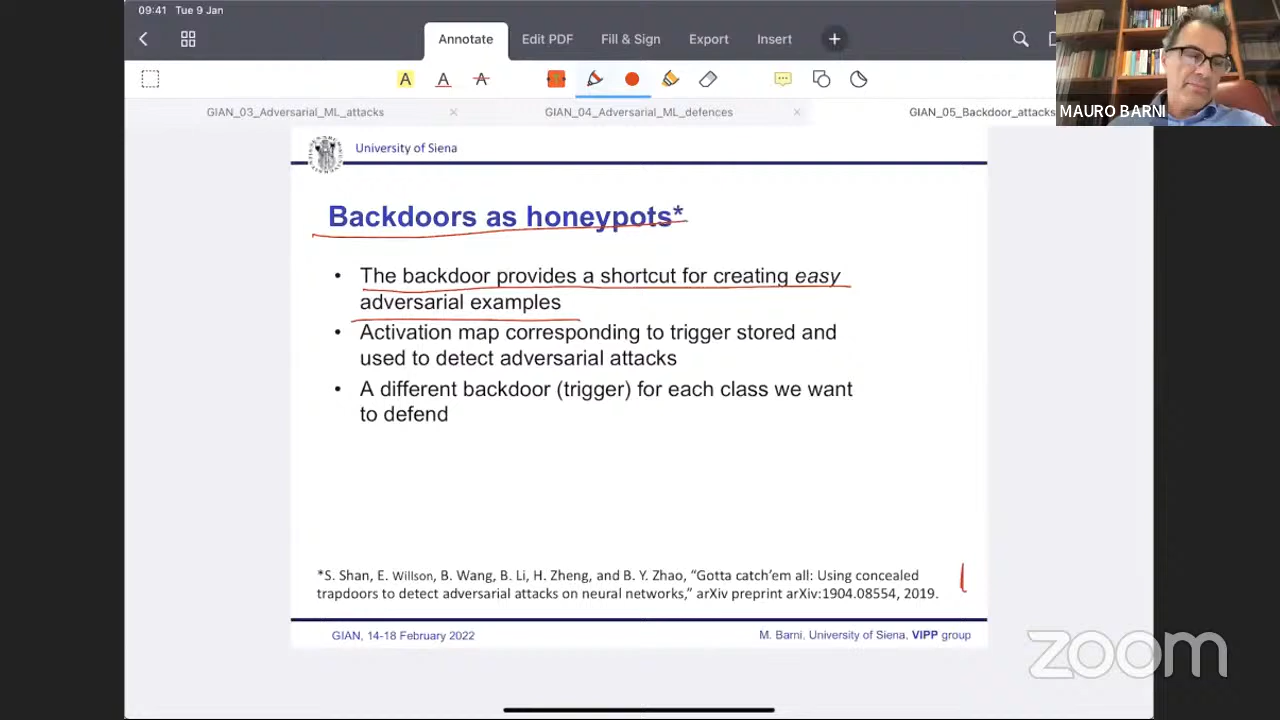 09:41 Tue 9 Jan
Annotate Edit PDF Fill & Sign Export Insert
MAURO BARNI
A A A
GIAN_03_Adversarial_ML_attacks GIAN_04_Adversarial_ML_defences GIAN_05_Backdoor_attacks
University of Siena
Backdoors as honeypots*
• The backdoor provides a shortcut for creating easy
adversarial examples
• Activation map corresponding to trigger stored and
used to detect adversarial attacks
• A different backdoor (trigger) for each class we want
to defend
*S. Shan, E. Willson, B. Wang, B. Li, H. Zheng, and B. Y. Zhao, “Gotta catch’em all: Using concealed
trapdoors to detect adversarial attacks on neural networks,” arXiv preprint arXiv:1904.08554, 2019.
GIAN, 14-18 February 2022 M. Barni, University of Siena, VIPP group
zoom